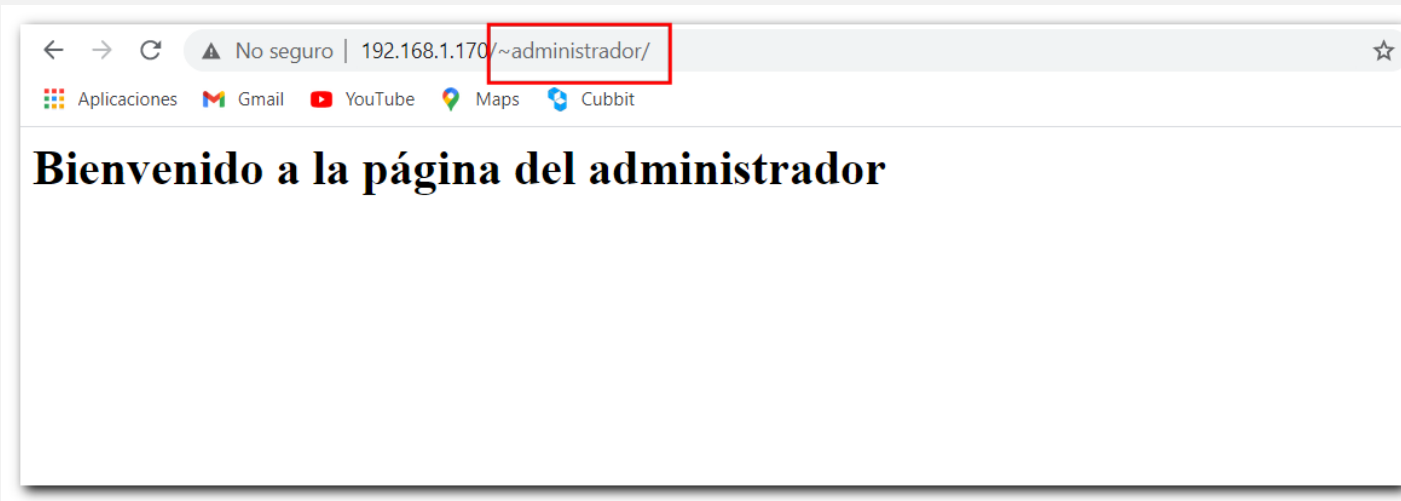 No seguro | 192.168.1.170/~administrador/
Aplicaciones Gmail YouTube Maps Cubbit
Bienvenido a la página del administrador